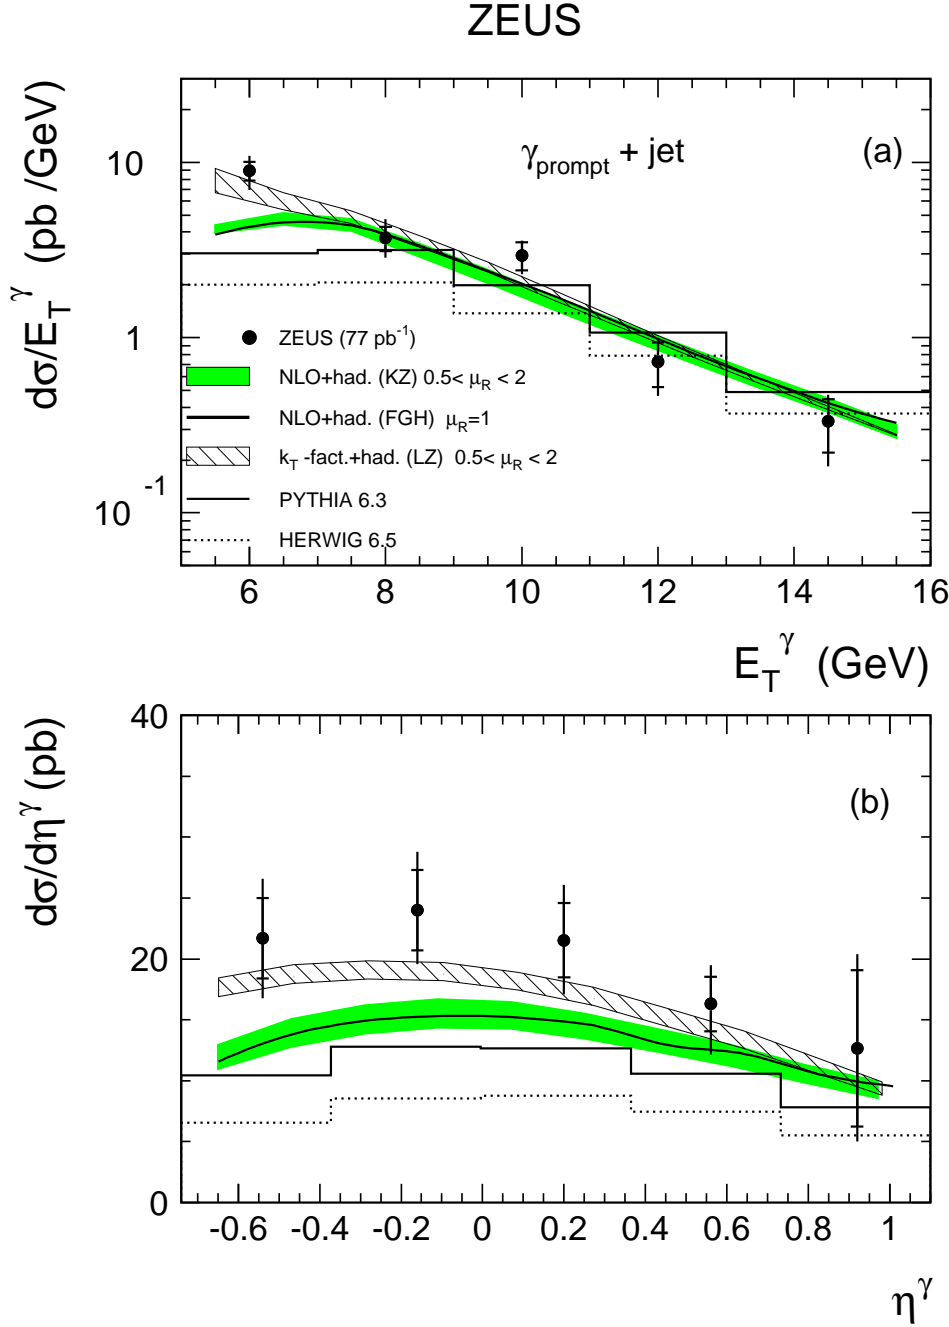 ZEUS
dσ/E_T^γ (pb /GeV)
γ_prompt + jet
(a)
10
1
10^-1
ZEUS (77 pb^-1)
NLO+had. (KZ) 0.5< μ_R < 2
NLO+had. (FGH) μ_R=1
k_T -fact.+had. (LZ) 0.5< μ_R < 2
PYTHIA 6.3
HERWIG 6.5
6 8 10 12 14 16
E_T^γ (GeV)
dσ/dη^γ (pb)
(b)
40
20
0
-0.6 -0.4 -0.2 0 0.2 0.4 0.6 0.8 1
η^γ